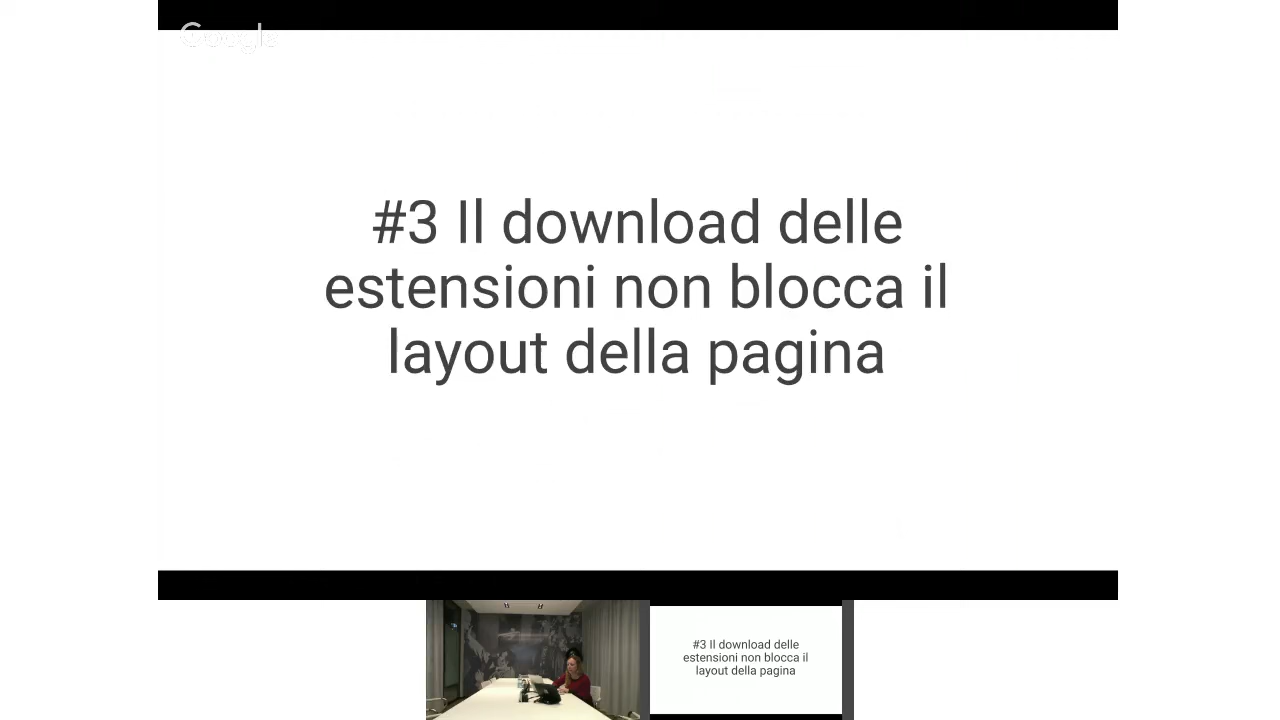 Google
#3 Il download delle
estensioni non blocca il
layout della pagina
#3 Il download delle
estensioni non blocca il
layout della pagina